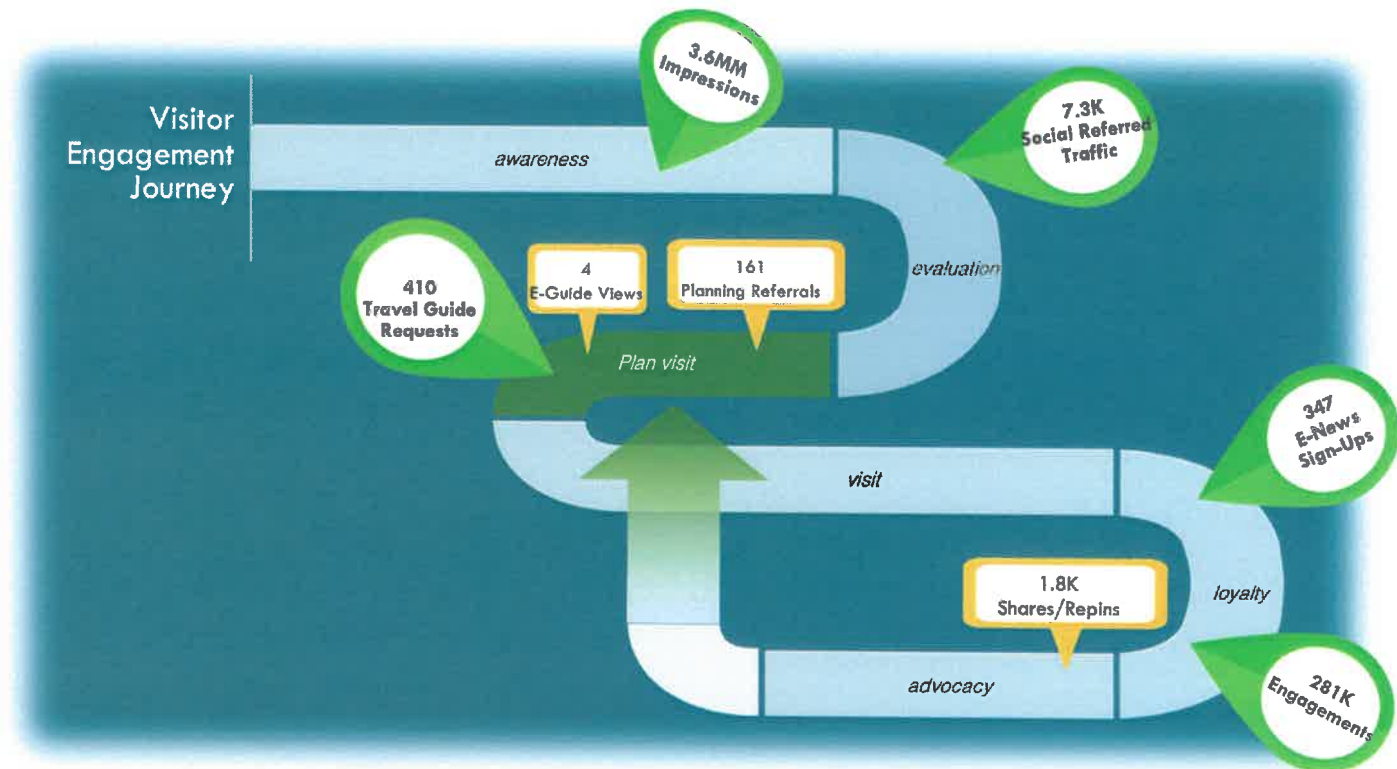 Visitor
Engagement
Journey
3.6MM
Impressions
awareness
7.3K
Social Referred
Traffic
evaluation
410
Travel Guide
Requests
4
E-Guide Views
161
Planning Referrals
Plan visit
visit
347
E-News
Sign-Ups
loyalty
1.8K
Shares/Repins
advocacy
281K
Engagements